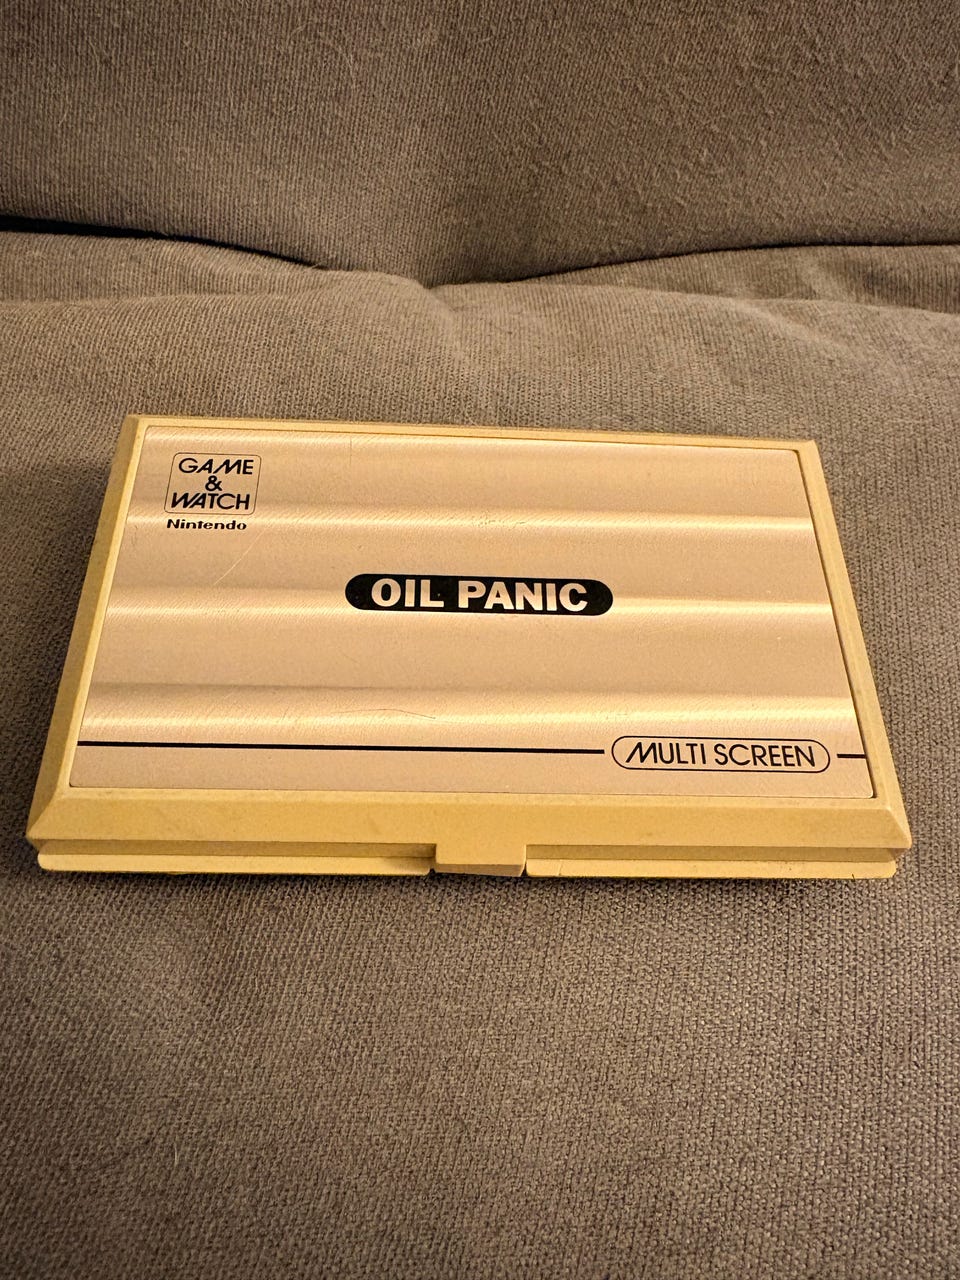 GAME
&
WATCH
Nintendo
OIL PANIC
MULTI SCREEN